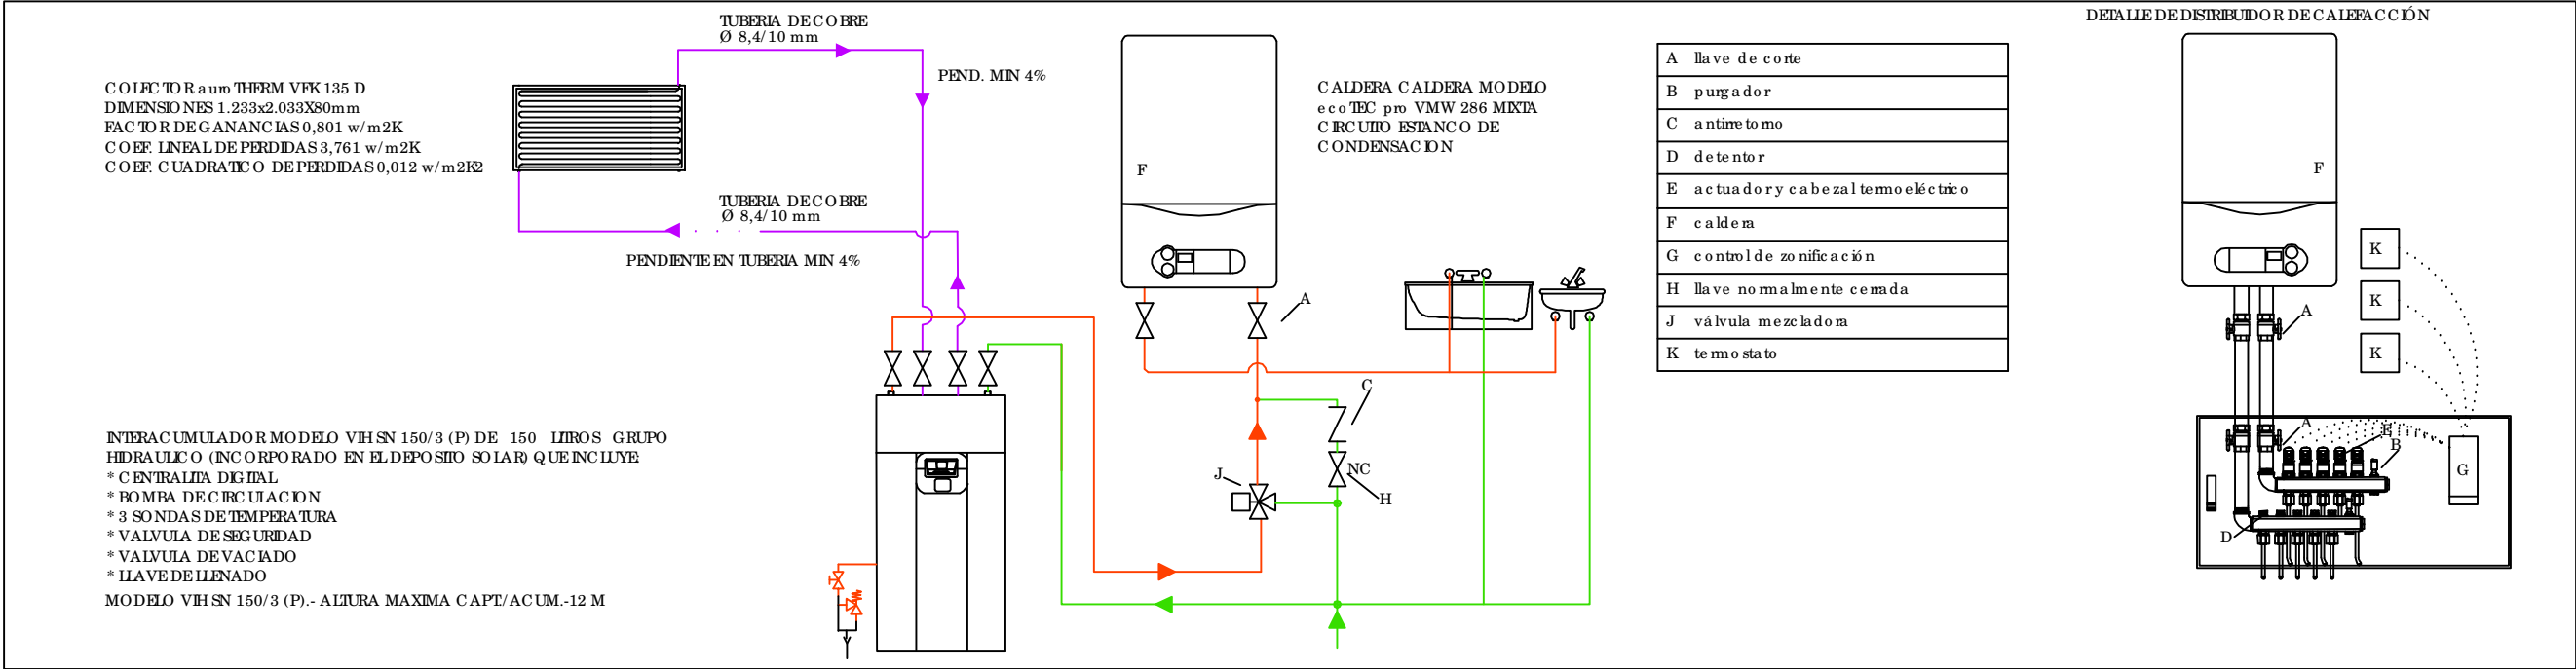 TUBERIA DE COBRE
Ø 8,4/10 mm
PEND. MIN 4%
COLECTOR auroTHERM VFK 135 D
DIMENSIONES 1.233x2.033X80mm
FACTOR DE GANANCIAS 0,801 w/m2K
COEF. LINEAL DE PERDIDAS 3,761 w/m2K
COEF. CUADRATICO DE PERDIDAS 0,012 w/m2K2
TUBERIA DE COBRE
Ø 8,4/10 mm
PENDIENTE EN TUBERIA MIN 4%
INTERACUMULADOR MODELO VIH SN 150/3 (P) DE 150 LITROS GRUPO
HIDRAULICO (INCORPORADO EN EL DEPOSITO SOLAR) QUE INCLUYE:
* CENTRALITA DIGITAL
* BOMBA DE CIRCULACION
* 3 SONDAS DE TEMPERATURA
* VALVULA DE SEGURIDAD
* VALVULA DE VACIADO
* LLAVE DE LLENADO
MODELO VIH SN 150/3 (P).- ALTURA MAXIMA CAPT./ACUM.-12 M
F
CALDERA CALDERA MODELO
ecoTEC pro VMW 286 MIXTA
CIRCUITO ESTANCO DE
CONDENSACION
A
C
NC
J
H
A llave de corte
B purgador
C antirretorno
D detentor
E actuador y cabezal termoeléctrico
F caldera
G control de zonificación
H llave normalmente cerrada
J válvula mezcladora
K termostato
DETALLE DE DISTRIBUIDOR DE CALEFACCIÓN
F
K
K
K
A
A
E
B
G
D